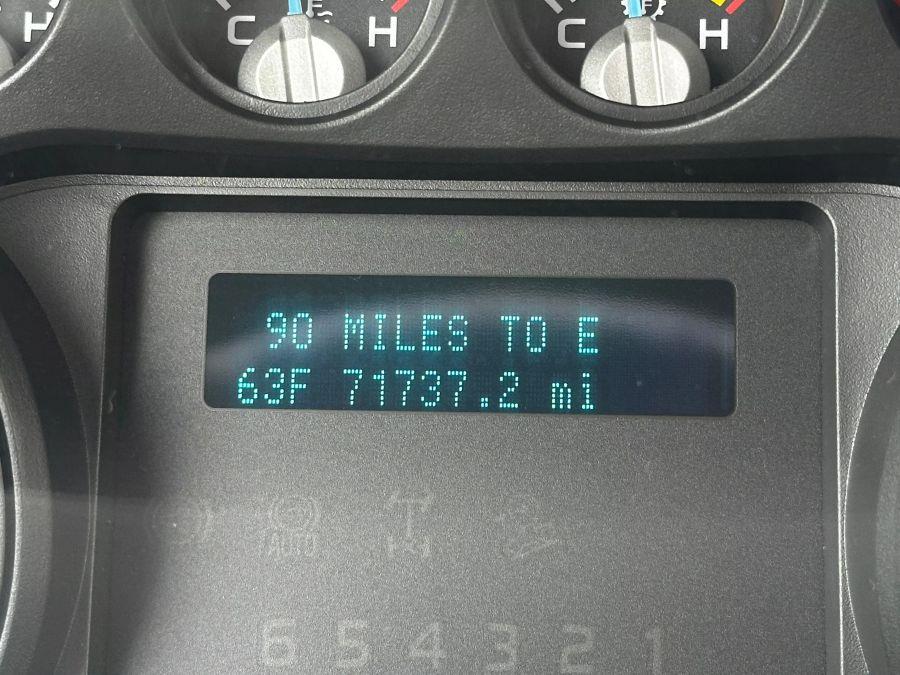 H C H C H
90 MILES TO E
63F 71737.2 mi
AUTO
6 5 4 3 2 1